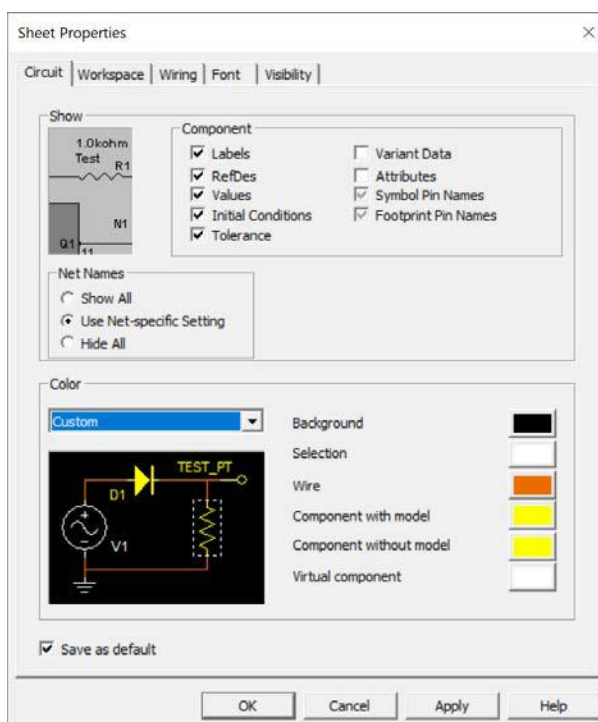 Sheet Properties
Circuit Workspace Wiring Font Visibility
Show
1.0kohm
Test R1
N1
Q1 11
Component
Labels
RefDes
Values
Initial Conditions
Tolerance
Variant Data
Attributes
Symbol Pin Names
Footprint Pin Names
Net Names
Show All
Use Net-specific Setting
Hide All
Color
Custom
TEST_PT
D1
V1
Background
Selection
Wire
Component with model
Component without model
Virtual component
Save as default
OK Cancel Apply Help